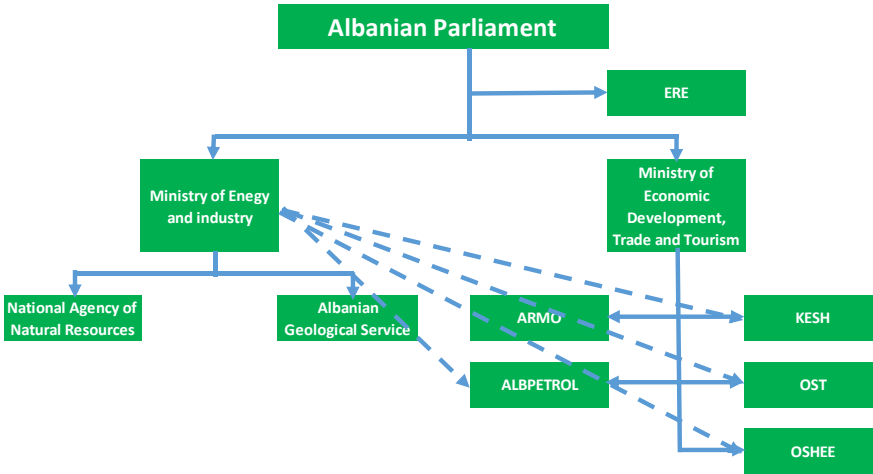 Albanian Parliament
ERE
Ministry of Enegy
and industry
Ministry of
Economic
Development,
Trade and Tourism
National Agency of
Natural Resources
Albanian
Geological Service
ARMO
KESH
ALBPETROL
OST
OSHEE